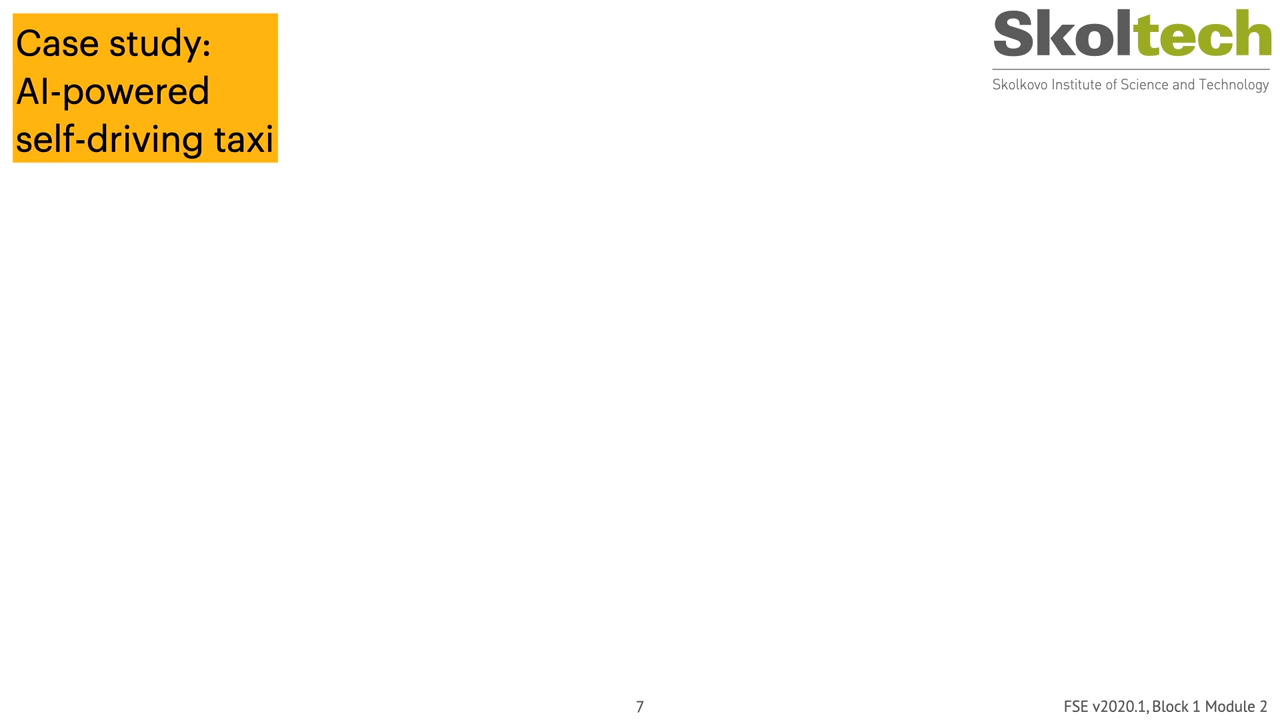 Case study:
AI-powered
self-driving taxi
Skoltech
Skolkovo Institute of Science and Technology
7
FSE v2020.1, Block 1 Module 2